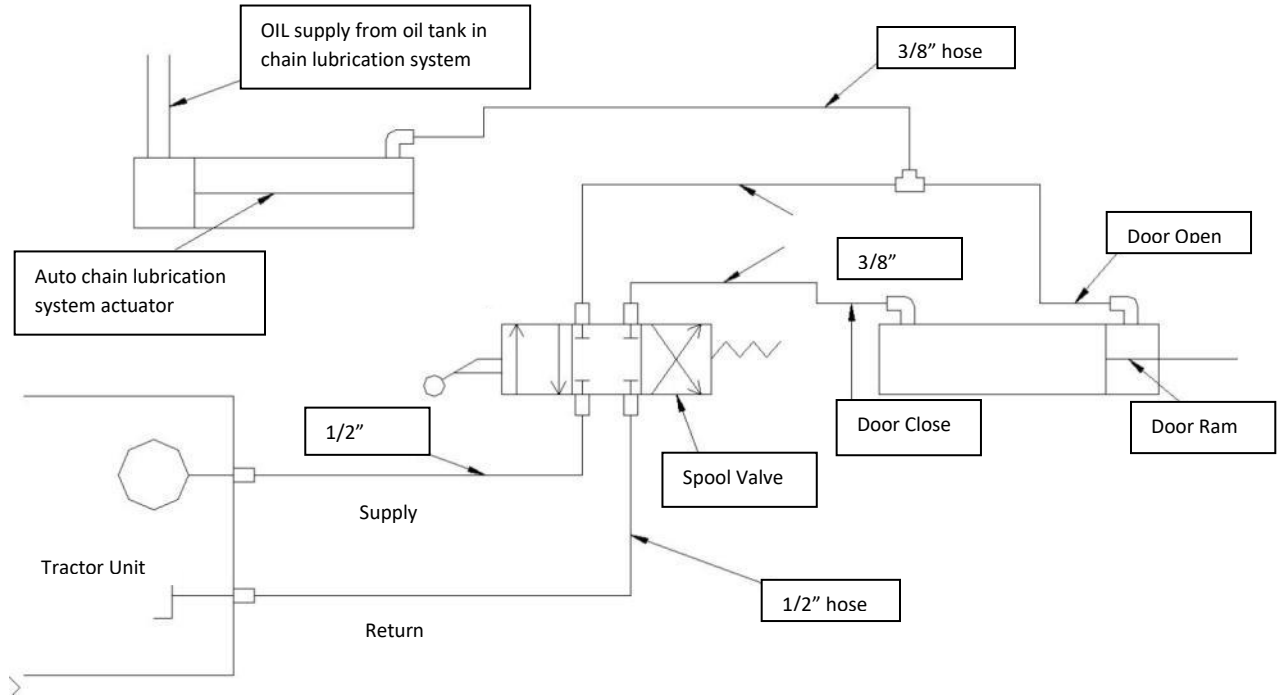 OIL supply from oil tank in
chain lubrication system
3/8” hose
Auto chain lubrication
system actuator
Door Open
3/8”
Door Close
Door Ram
1/2”
Spool Valve
Supply
Tractor Unit
1/2” hose
Return